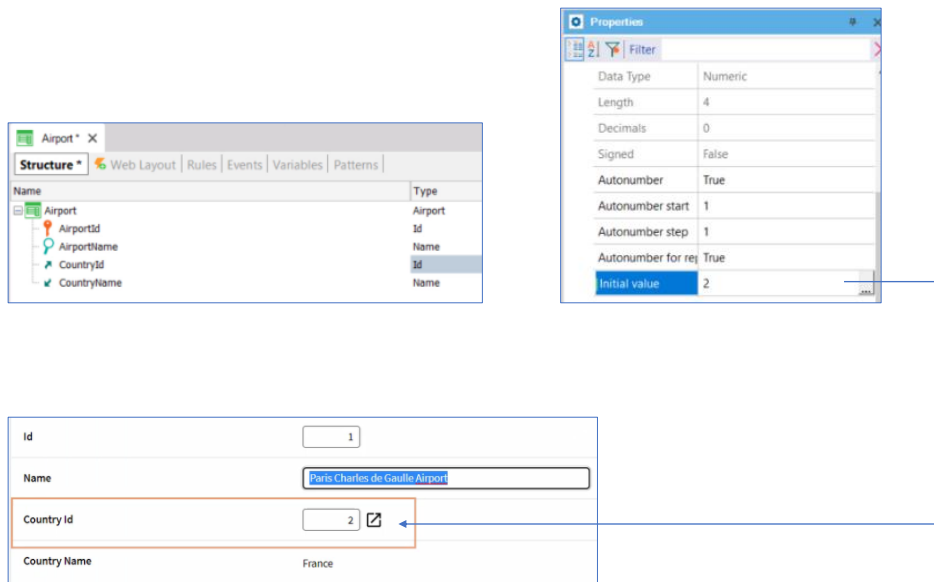 Properties
Filter
Data Type Numeric
Length 4
Decimals 0
Signed False
Autonumber True
Autonumber start 1
Autonumber step 1
Autonumber for rep True
Initial value 2 ...
Airport *
Structure * Web Layout Rules Events Variables Patterns
Name Type
Airport Airport
AirportId Id
AirportName Name
CountryId Id
CountryName Name
Id 1
Name Paris Charles de Gaulle Airport
Country Id 2
Country Name France